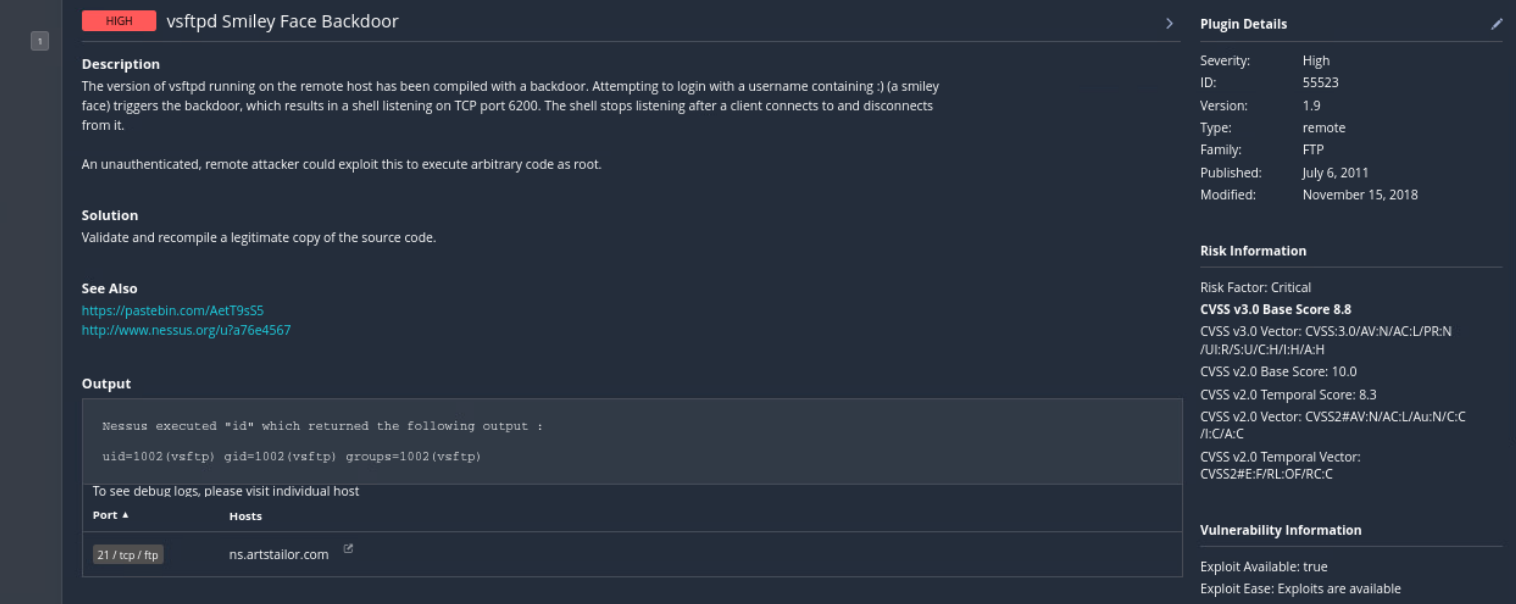 1
HIGH vsftpd Smiley Face Backdoor
Description
The version of vsftpd running on the remote host has been compiled with a backdoor. Attempting to login with a username containing :) (a smiley
face) triggers the backdoor, which results in a shell listening on TCP port 6200. The shell stops listening after a client connects to and disconnects
from it.
An unauthenticated, remote attacker could exploit this to execute arbitrary code as root.
Solution
Validate and recompile a legitimate copy of the source code.
See Also
https://pastebin.com/AetT9sS5
http://www.nessus.org/u?a76e4567
Output
Nessus executed "id" which returned the following output :
uid=1002(vsftp) gid=1002(vsftp) groups=1002(vsftp)
To see debug logs, please visit individual host
Port ▲ Hosts
21 / tcp / ftp ns.artstailor.com
Plugin Details
Severity: High
ID: 55523
Version: 1.9
Type: remote
Family: FTP
Published: July 6, 2011
Modified: November 15, 2018
Risk Information
Risk Factor: Critical
CVSS v3.0 Base Score 8.8
CVSS v3.0 Vector: CVSS:3.0/AV:N/AC:L/PR:N
/UI:R/S:U/C:H/I:H/A:H
CVSS v2.0 Base Score: 10.0
CVSS v2.0 Temporal Score: 8.3
CVSS v2.0 Vector: CVSS2#AV:N/AC:L/Au:N/C:C
/I:C/A:C
CVSS v2.0 Temporal Vector:
CVSS2#E:F/RL:OF/RC:C
Vulnerability Information
Exploit Available: true
Exploit Ease: Exploits are available